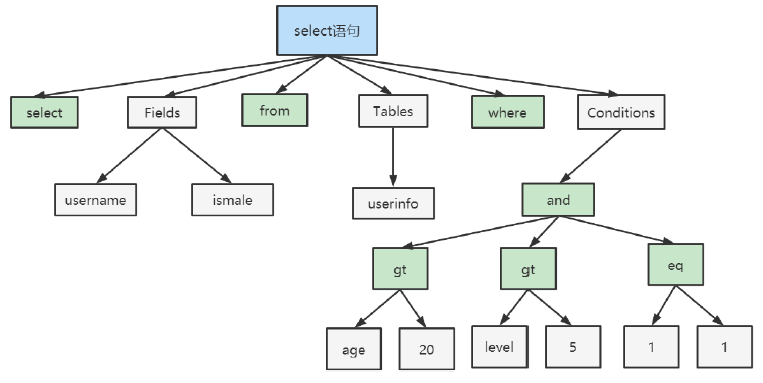 select语句
select
Fields
from
Tables
where
Conditions
username
ismale
userinfo
and
gt
gt
eq
age
20
level
5
1
1